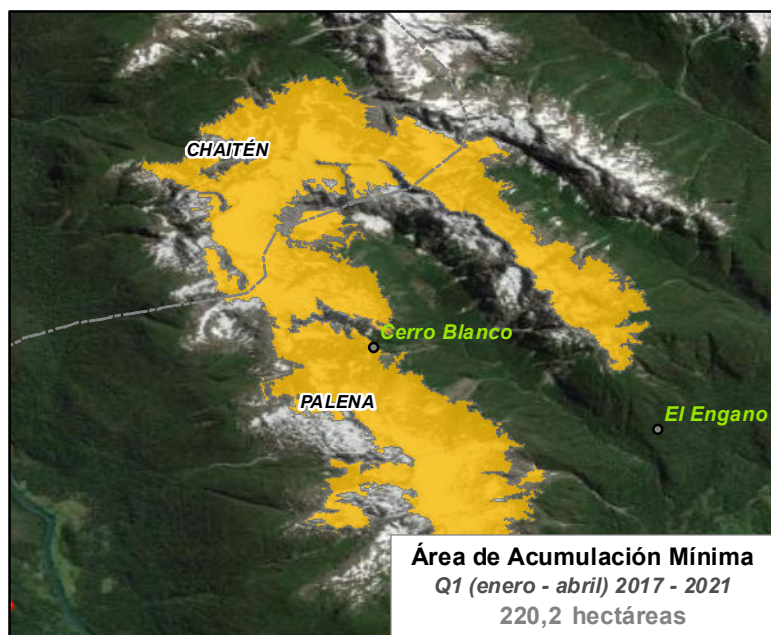 CHAITÉN
Cerro Blanco
PALENA
El Engano
Área de Acumulación Mínima
Q1 (enero - abril) 2017 - 2021
220,2 hectáreas